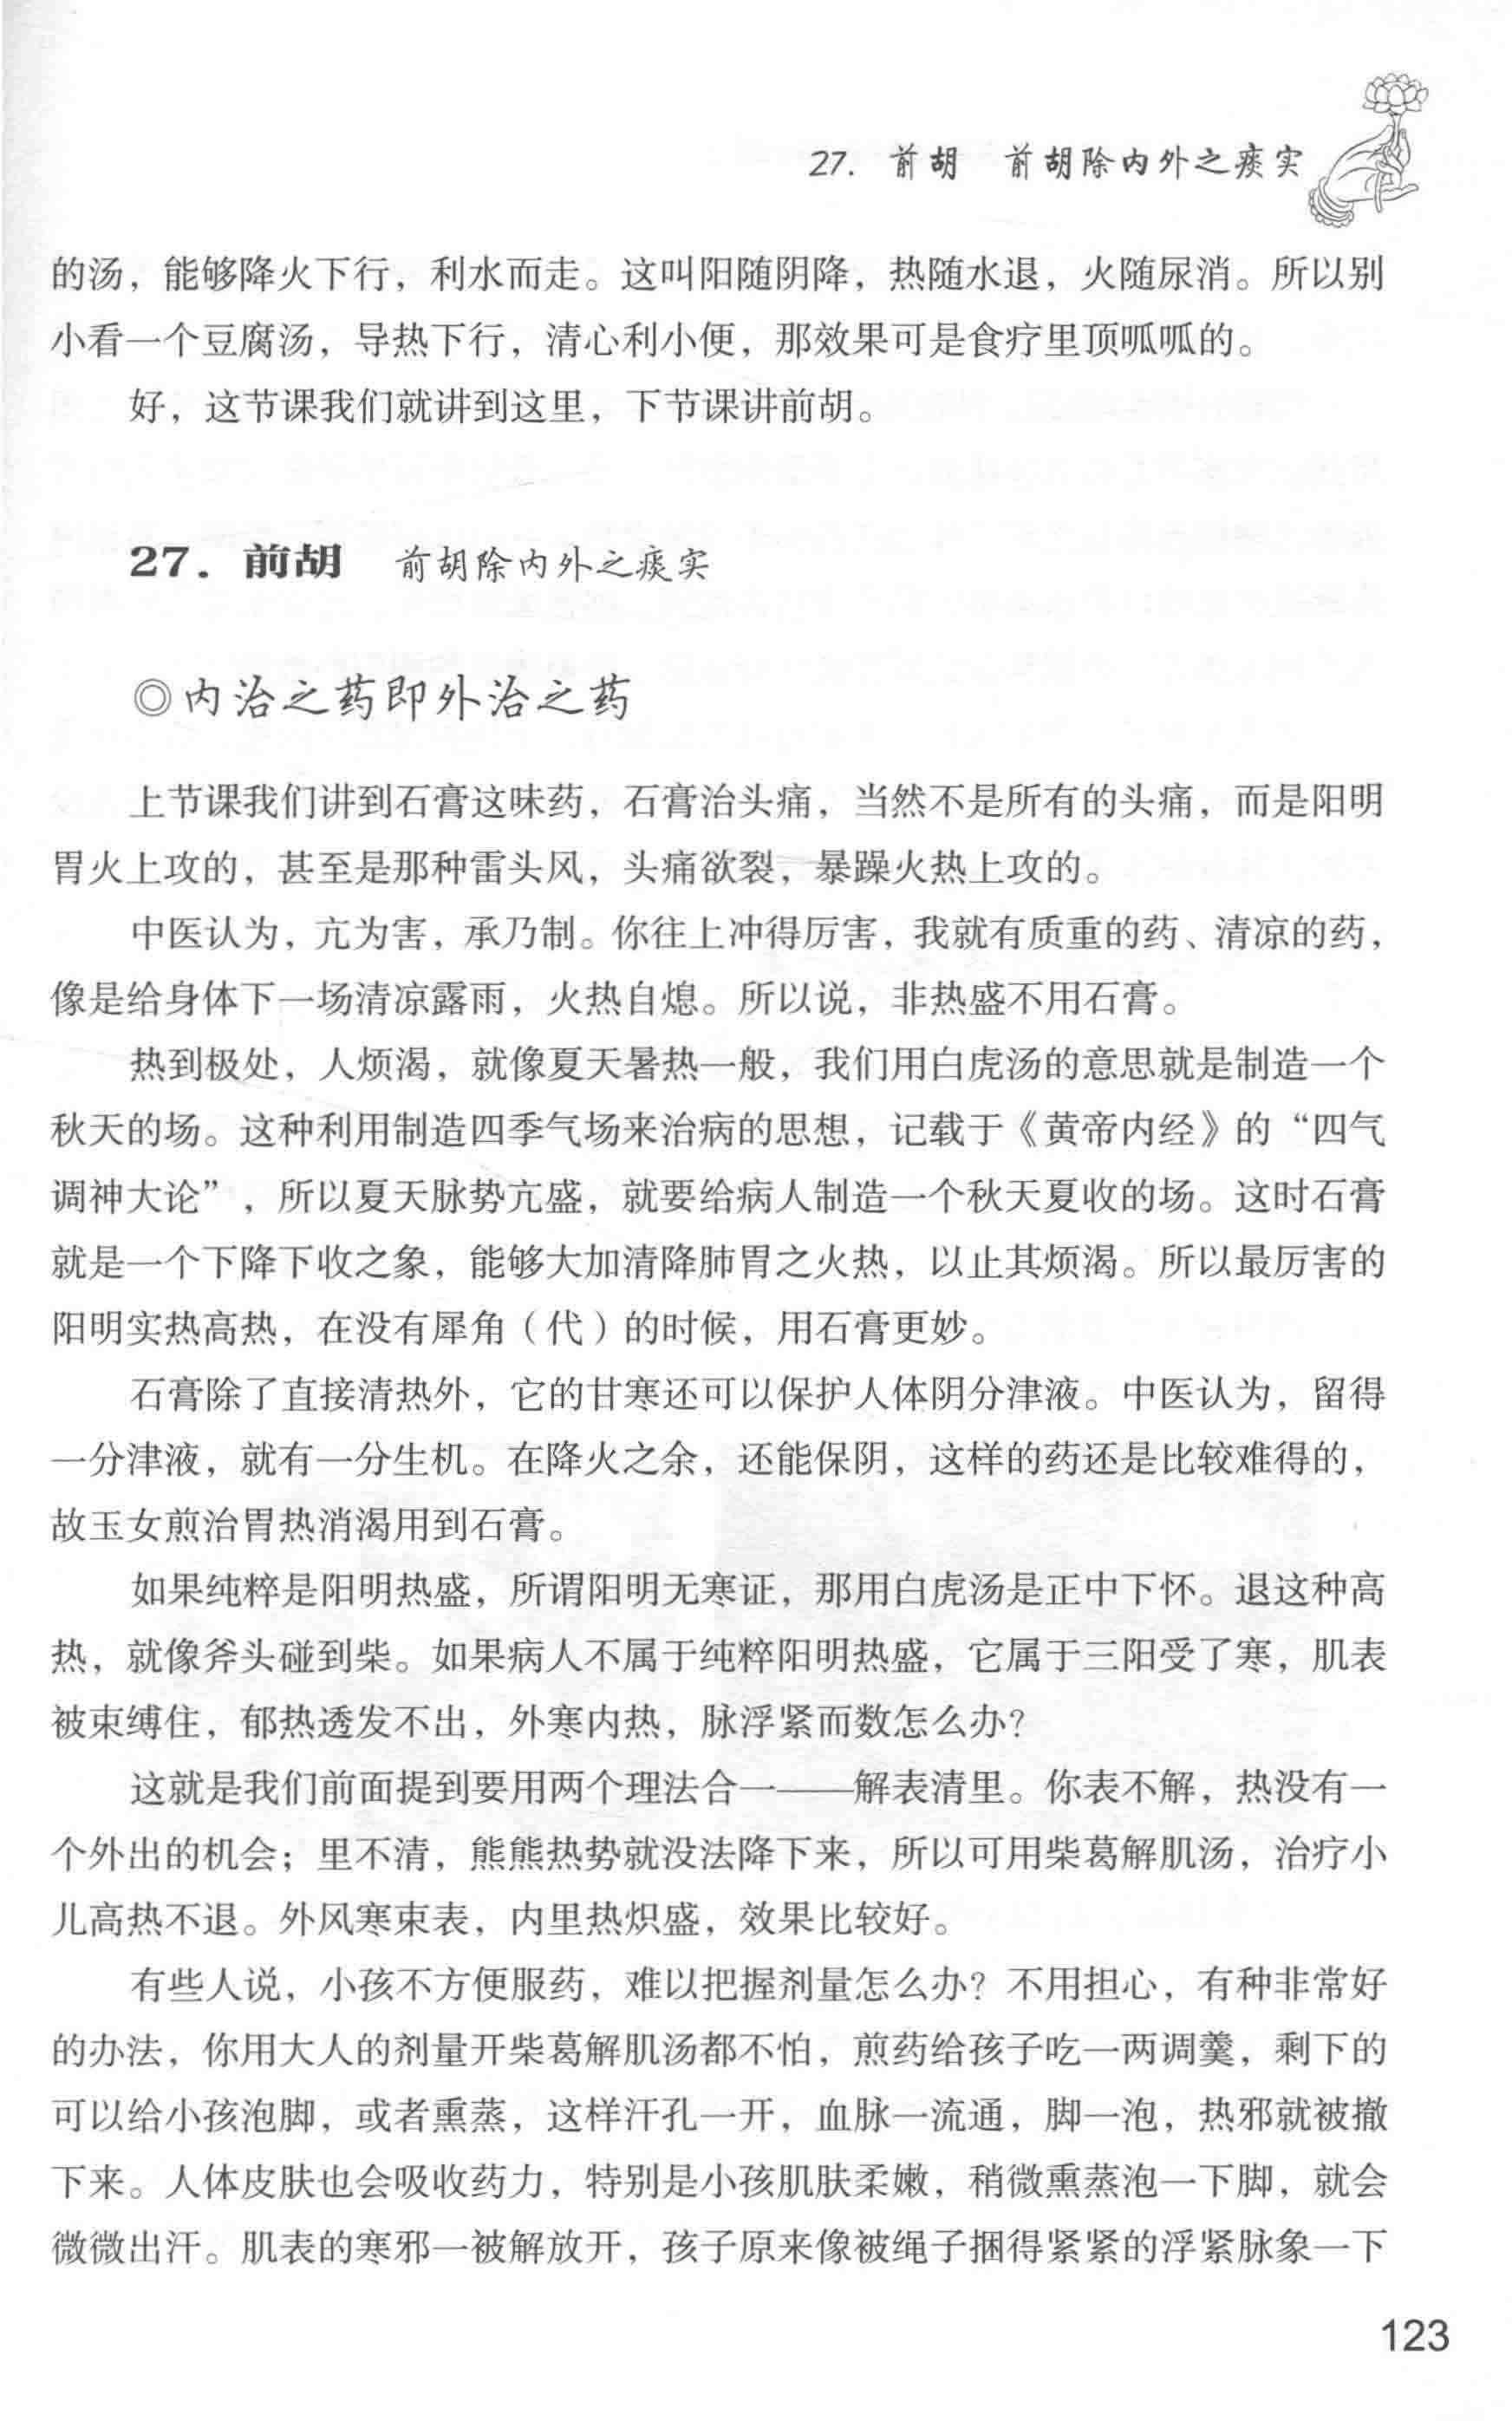 27. 前胡　前胡除内外之痰实
的汤，能够降火下行，利水而走。这叫阳随阴降，热随水退，火随尿消。所以别
小看一个豆腐汤，导热下行，清心利小便，那效果可是食疗里顶呱呱的。
好，这节课我们就讲到这里，下节课讲前胡。
27. 前胡　前胡除内外之痰实
◎内治之药即外治之药
上节课我们讲到石膏这味药，石膏治头痛，当然不是所有的头痛，而是阳明
胃火上攻的，甚至是那种雷头风，头痛欲裂，暴躁火热上攻的。
中医认为，亢为害，承乃制。你往上冲得厉害，我就有质重的药、清凉的药，
像是给身体下一场清凉露雨，火热自熄。所以说，非热盛不用石膏。
热到极处，人烦渴，就像夏天暑热一般，我们用白虎汤的意思就是制造一个
秋天的场。这种利用制造四季气场来治病的思想，记载于《黄帝内经》的“四气
调神大论”，所以夏天脉势亢盛，就要给病人制造一个秋天夏收的场。这时石膏
就是一个下降下收之象，能够大加清降肺胃之火热，以止其烦渴。所以最厉害的
阳明实热高热，在没有犀角（代）的时候，用石膏更妙。
石膏除了直接清热外，它的甘寒还可以保护人体阴分津液。中医认为，留得
一分津液，就有一分生机。在降火之余，还能保阴，这样的药还是比较难得的，
故玉女煎治胃热消渴用到石膏。
如果纯粹是阳明热盛，所谓阳明无寒证，那用白虎汤是正中下怀。退这种高
热，就像斧头碰到柴。如果病人不属于纯粹阳明热盛，它属于三阳受了寒，肌表
被束缚住，郁热透发不出，外寒内热，脉浮紧而数怎么办？
这就是我们前面提到要用两个理法合一——解表清里。你表不解，热没有一
个外出的机会；里不清，熊熊热势就没法降下来，所以可用柴葛解肌汤，治疗小
儿高热不退。外风寒束表，内里热炽盛，效果比较好。
有些人说，小孩不方便服药，难以把握剂量怎么办？不用担心，有种非常好
的办法，你用大人的剂量开柴葛解肌汤都不怕，煎药给孩子吃一两调羹，剩下的
可以给小孩泡脚，或者熏蒸，这样汗孔一开，血脉一流通，脚一泡，热邪就被撤
下来。人体皮肤也会吸收药力，特别是小孩肌肤柔嫩，稍微熏蒸泡一下脚，就会
微微出汗。肌表的寒邪一被解放开，孩子原来像被绳子捆得紧紧的浮紧脉象一下
123